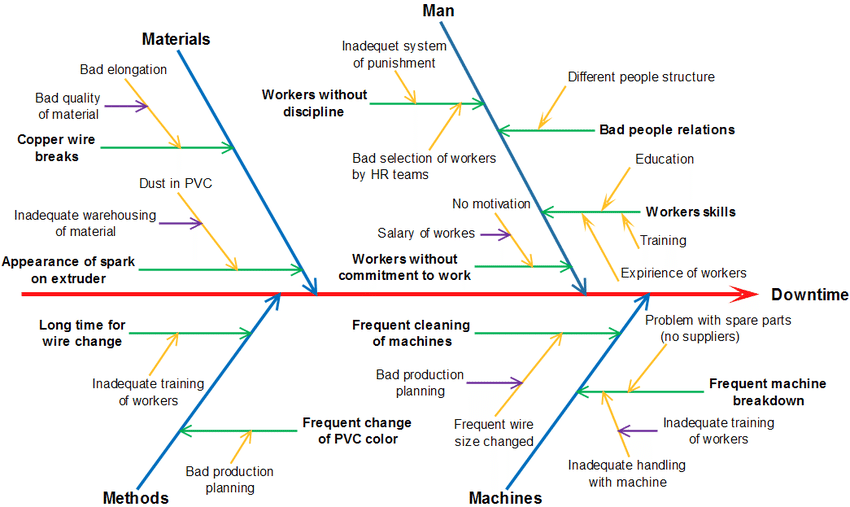 Man
Materials
Inadequet system
of punishment
Bad elongation
Different people structure
Bad quality
of material
Workers without
discipline
Bad people relations
Copper wire
breaks
Bad selection of workers
by HR teams
Education
Dust in PVC
No motivation
Workers skills
Inadequate warehousing
of material
Salary of workes
Training
Appearance of spark
on extruder
Workers without
commitment to work
Expirience of workers
Downtime
Long time for
wire change
Frequent cleaning
of machines
Problem with spare parts
(no suppliers)
Inadequate training
of workers
Bad production
planning
Frequent machine
breakdown
Frequent change
of PVC color
Frequent wire
size changed
Inadequate training
of workers
Bad production
planning
Inadequate handling
with machine
Methods
Machines